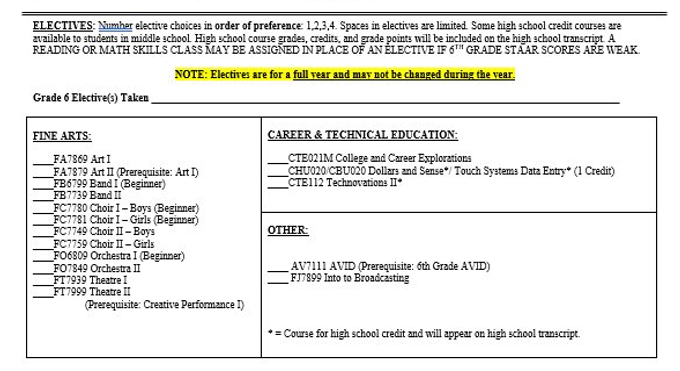 ELECTIVES: Number elective choices in order of preference: 1,2,3,4. Spaces in electives are limited. Some high school credit courses are
available to students in middle school. High school course grades, credits, and grade points will be included on the high school transcript. A
READING OR MATH SKILLS CLASS MAY BE ASSIGNED IN PLACE OF AN ELECTIVE IF 6TH GRADE STAAR SCORES ARE WEAK.
NOTE: Electives are for a full year and may not be changed during the year.
Grade 6 Elective(s) Taken ____
FINE ARTS:
____FA7869 Art I
____FA7879 Art II (Prerequisite: Art I)
____FB6799 Band I (Beginner)
____FB7739 Band II
____FC7780 Choir I – Boys (Beginner)
____FC7781 Choir I – Girls (Beginner)
____FC7749 Choir II – Boys
____FC7759 Choir II – Girls
____FO6809 Orchestra I (Beginner)
____FO7849 Orchestra II
____FT7939 Theatre I
____FT7999 Theatre II
(Prerequisite: Creative Performance I)
CAREER & TECHNICAL EDUCATION:
____CTE021M College and Career Explorations
____CHU020/CBU020 Dollars and Sense*/ Touch Systems Data Entry* (1 Credit)
____CTE112 Technovations II*
OTHER:
____ AV7111 AVID (Prerequisite: 6th Grade AVID)
____ FJ7899 Into to Broadcasting
* = Course for high school credit and will appear on high school transcript.